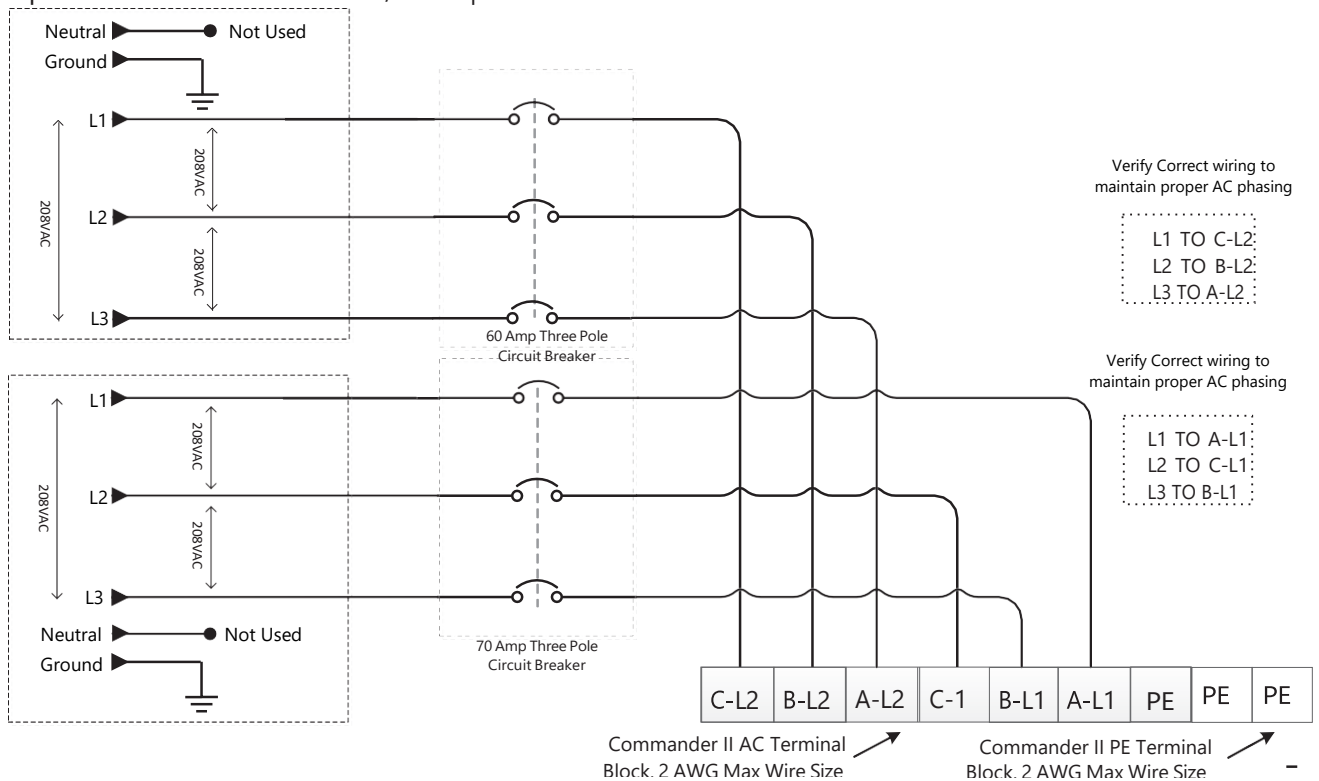 Neutral
Not Used
Ground
L1
208VAC
208VAC
L2
208VAC
L3
60 Amp Three Pole
Circuit Breaker
Verify Correct wiring to
maintain proper AC phasing
L1 TO C-L2
L2 TO B-L2
L3 TO A-L2
L1
208VAC
208VAC
L2
208VAC
L3
Neutral
Not Used
Ground
70 Amp Three Pole
Circuit Breaker
Verify Correct wiring to
maintain proper AC phasing
L1 TO A-L1
L2 TO C-L1
L3 TO B-L1
C-L2 B-L2 A-L2 C-1 B-L1 A-L1 PE PE PE
Commander II AC Terminal
Block, 2 AWG Max Wire Size
Commander II PE Terminal
Block, 2 AWG Max Wire Size